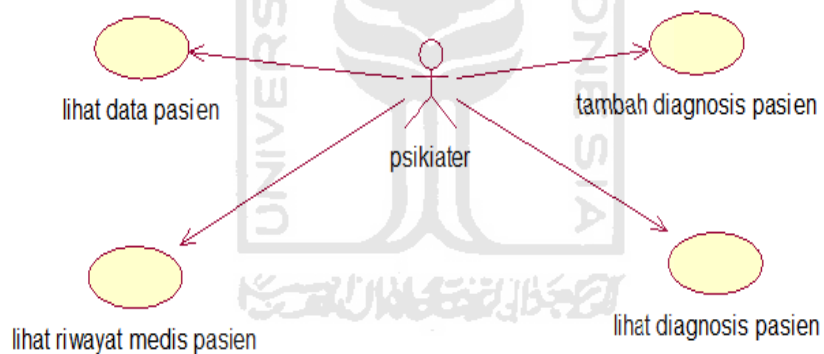 lihat data pasien
tambah diagnosis pasien
psikiater
lihat riwayat medis pasien
lihat diagnosis pasien